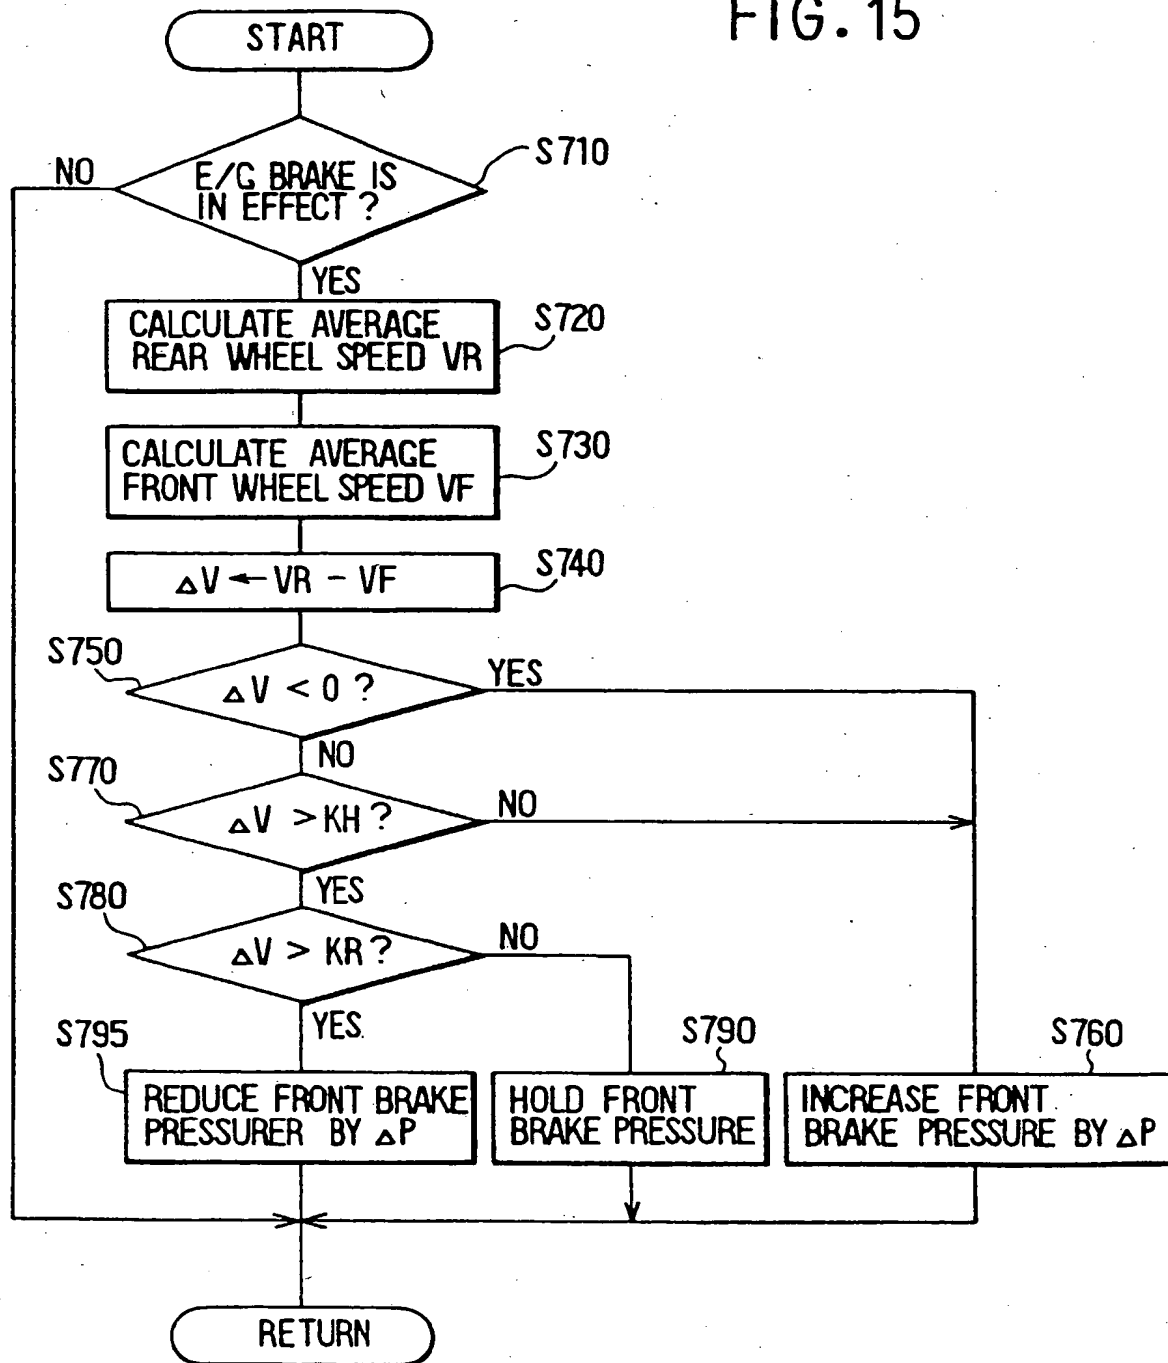 FIG. 15
START
NO
E/G BRAKE IS
IN EFFECT ?
S710
YES
CALCULATE AVERAGE
REAR WHEEL SPEED VR
S720
CALCULATE AVERAGE
FRONT WHEEL SPEED VF
S730
ΔV ← VR - VF
S740
S750
ΔV < 0 ?
YES
NO
S770
ΔV > KH ?
NO
YES
S780
ΔV > KR ?
NO
YES
S795
REDUCE FRONT BRAKE
PRESSURER BY ΔP
S790
HOLD FRONT
BRAKE PRESSURE
S760
INCREASE FRONT
BRAKE PRESSURE BY ΔP
RETURN